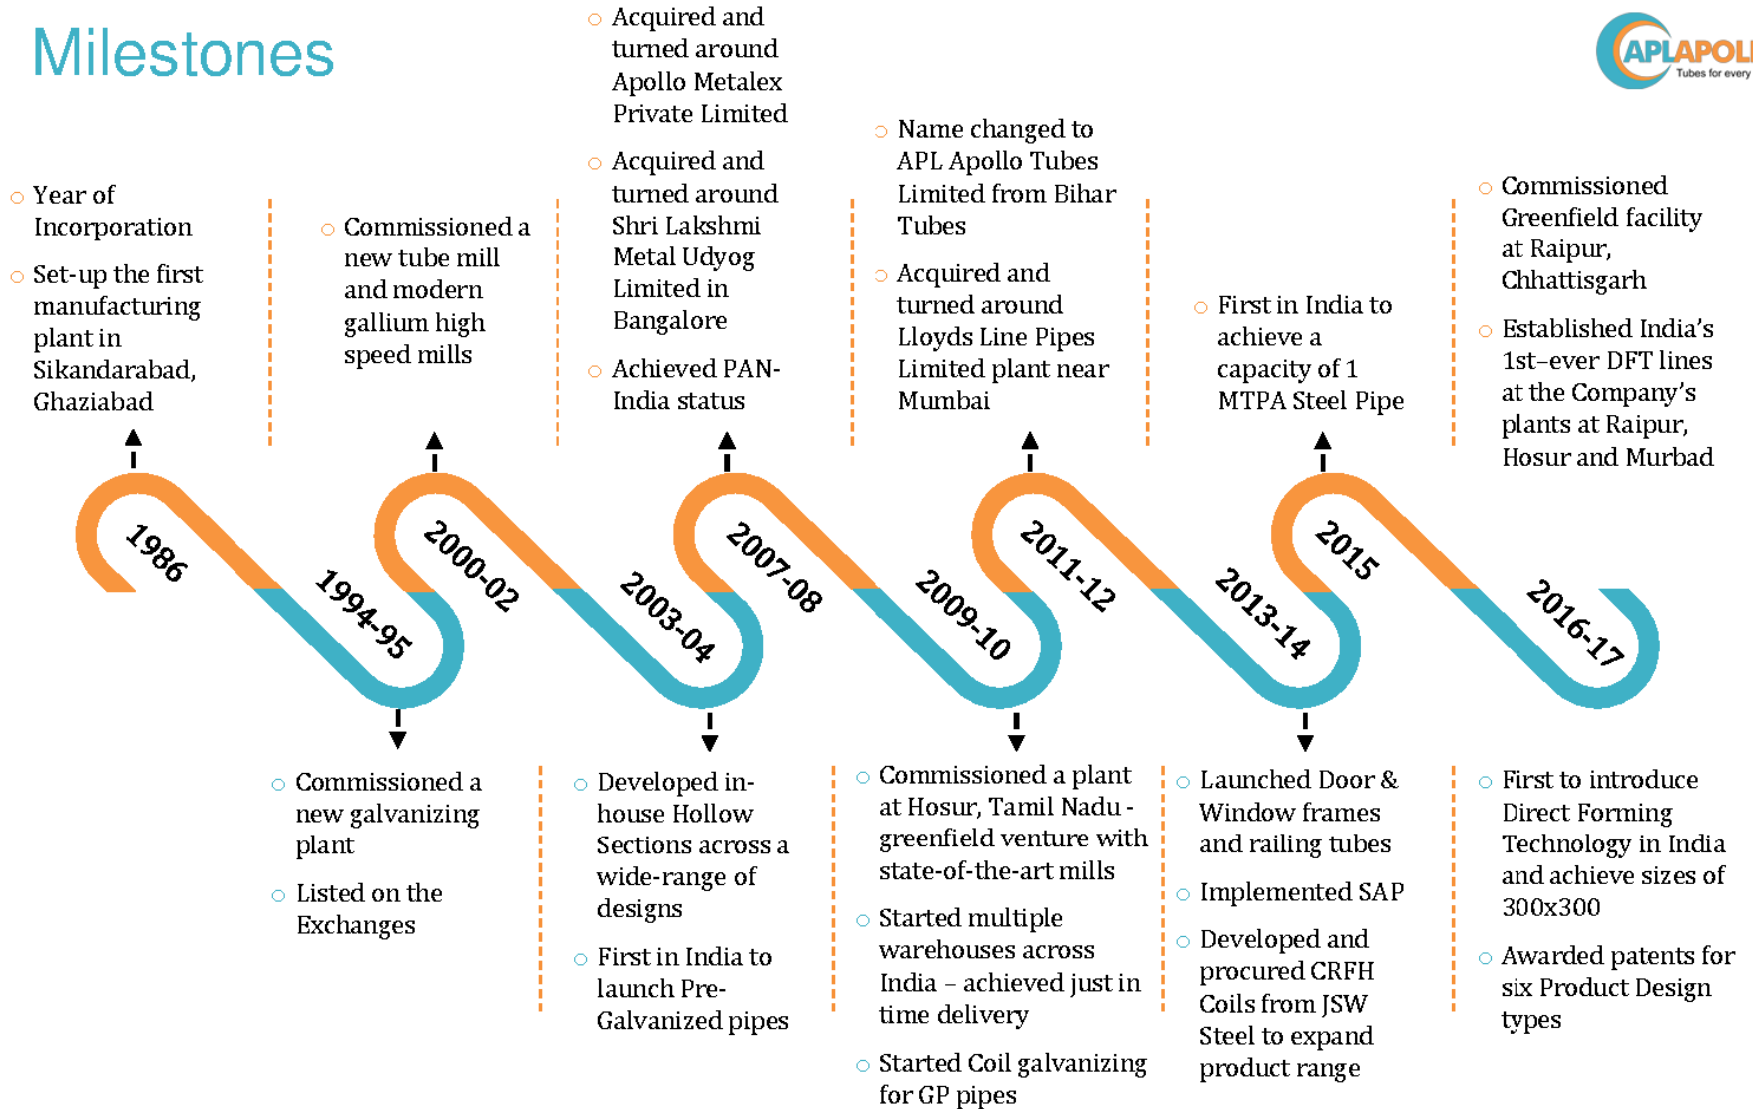 Milestones
APLAPOLL
Tubes for every
○ Year of
Incorporation
○ Set-up the first
manufacturing
plant in
Sikandarabad,
Ghaziabad
○ Commissioned a
new tube mill
and modern
gallium high
speed mills
○ Acquired and
turned around
Apollo Metalex
Private Limited
○ Acquired and
turned around
Shri Lakshmi
Metal Udyog
Limited in
Bangalore
○ Achieved PAN-
India status
○ Name changed to
APL Apollo Tubes
Limited from Bihar
Tubes
○ Acquired and
turned around
Lloyds Line Pipes
Limited plant near
Mumbai
○ First in India to
achieve a
capacity of 1
MTPA Steel Pipe
○ Commissioned
Greenfield facility
at Raipur,
Chhattisgarh
○ Established India’s
1st–ever DFT lines
at the Company’s
plants at Raipur,
Hosur and Murbad
1986
1994-95
2000-02
2003-04
2007-08
2009-10
2011-12
2013-14
2015
2016-17
○ Commissioned a
new galvanizing
plant
○ Listed on the
Exchanges
○ Developed in-
house Hollow
Sections across a
wide-range of
designs
○ First in India to
launch Pre-
Galvanized pipes
○ Commissioned a plant
at Hosur, Tamil Nadu -
greenfield venture with
state-of-the-art mills
○ Started multiple
warehouses across
India – achieved just in
time delivery
○ Started Coil galvanizing
for GP pipes
○ Launched Door &
Window frames
and railing tubes
○ Implemented SAP
○ Developed and
procured CRFH
Coils from JSW
Steel to expand
product range
○ First to introduce
Direct Forming
Technology in India
and achieve sizes of
300x300
○ Awarded patents for
six Product Design
types